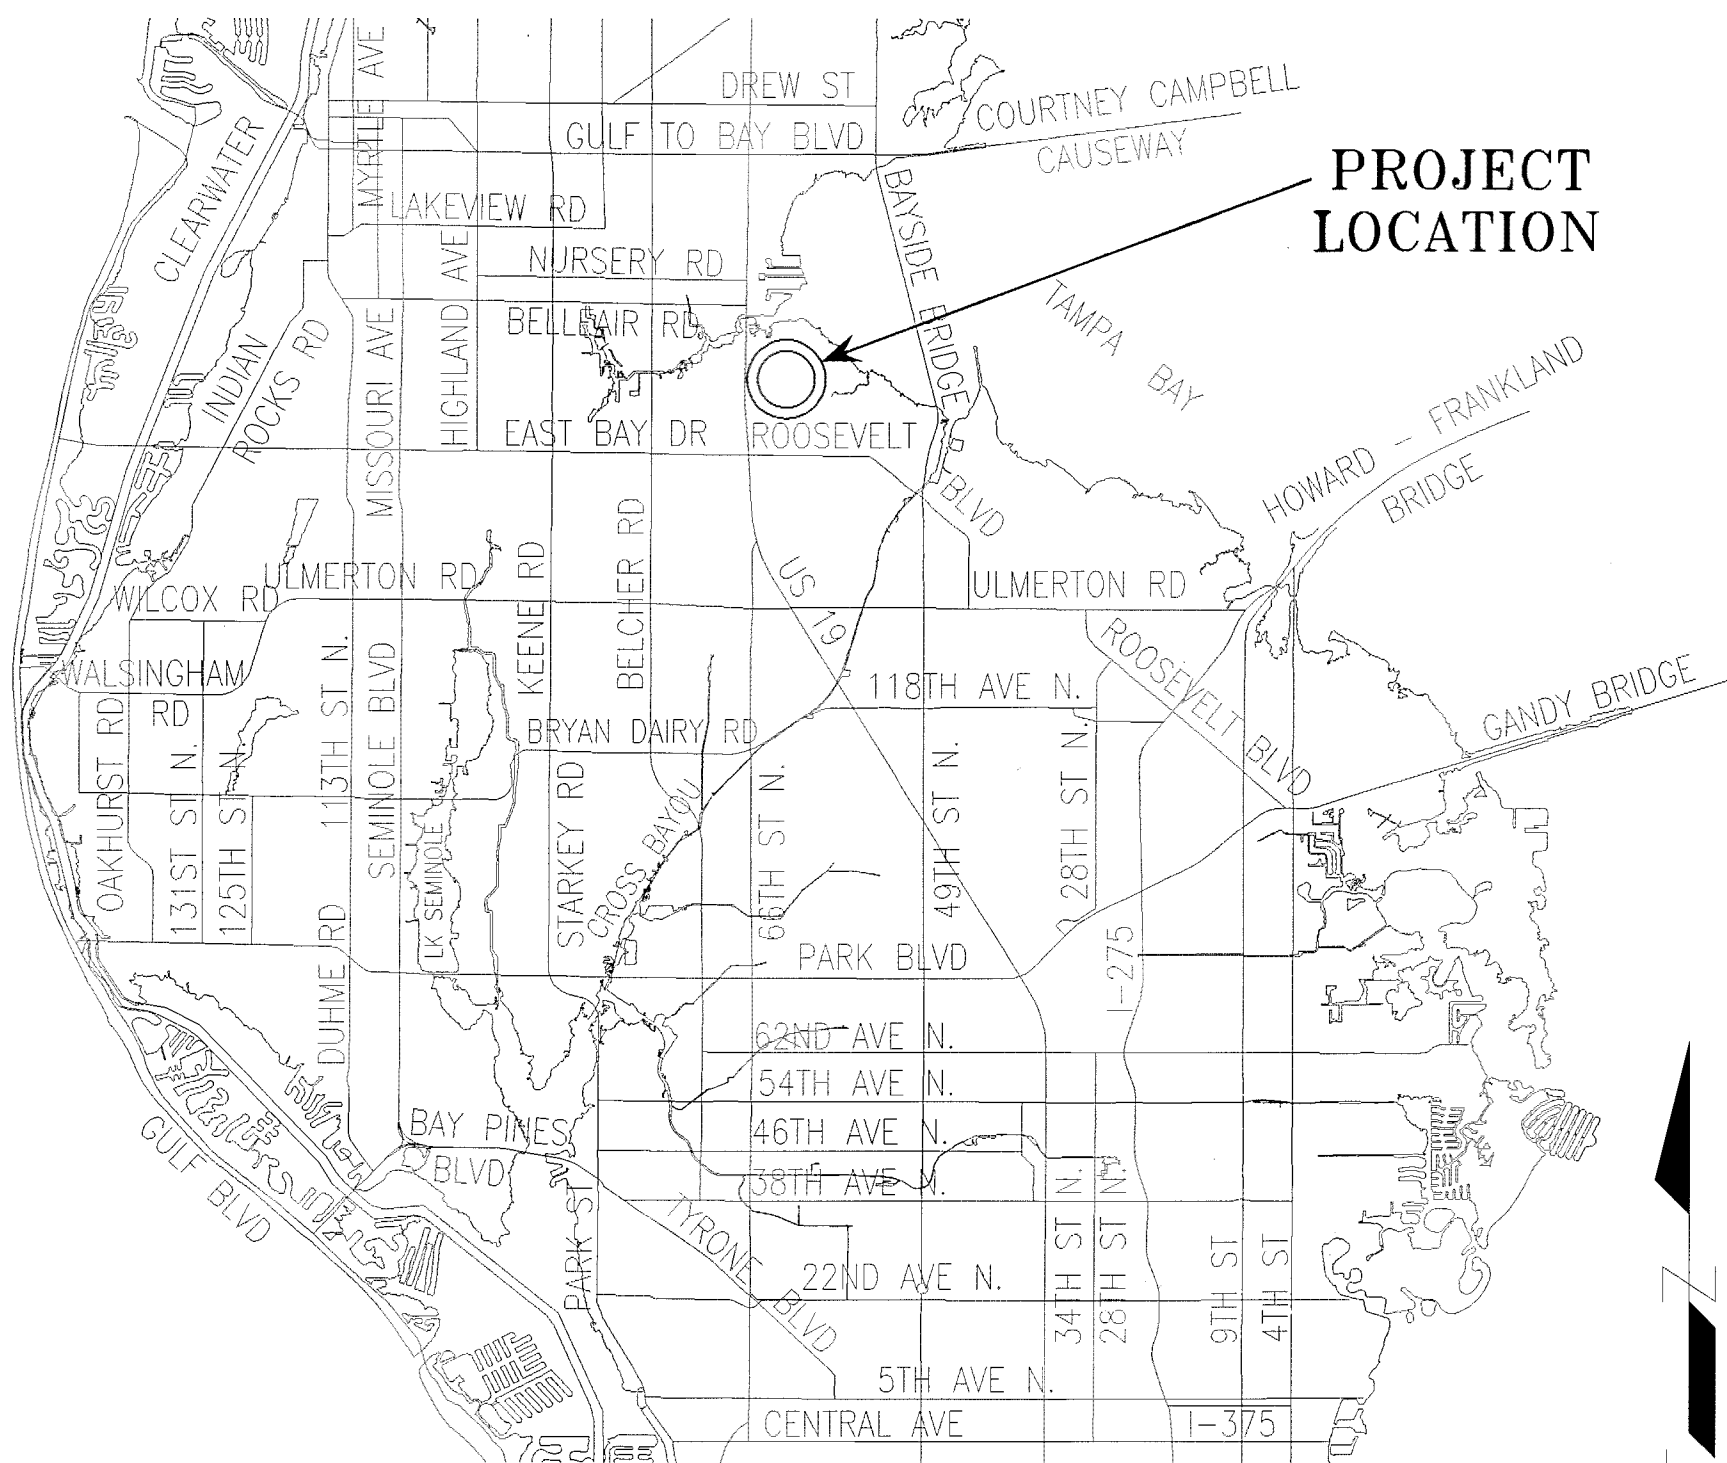 DREW ST
COURTNEY CAMPBELL
CAUSEWAY
GULF TO BAY BLVD
MYRTLE AVE
CLEARWATER
PROJECT
LOCATION
LAKEVIEW RD
BAYSIDE BRIDGE
NURSERY RD
HIGHLAND AVE
TAMPA BAY
BELLEAIR RD
INDIAN
ROCKS RD
MISSOURI AVE
EAST BAY DR
ROOSEVELT
BLVD
HOWARD - FRANKLAND
BRIDGE
ULMERTON RD
WILCOX RD
KEENE RD
BELCHER RD
US 19
ULMERTON RD
ROOSEVELT BLVD
WALSINGHAM
RD
113TH ST N.
SEMINOLE BLVD
118TH AVE N.
GANDY BRIDGE
BRYAN DAIRY RD
OAKHURST RD
131ST ST N.
125TH ST N.
LK SEMINOLE
STARKEY RD
CROSS BAYOU
66TH ST N.
49TH ST N.
28TH ST N.
I-275
PARK BLVD
DUHME RD
62ND AVE N.
54TH AVE N.
46TH AVE N.
38TH AVE N.
BAY PINES
BLVD
GULF BLVD
PARK ST
TYRONE BLVD
34TH ST N.
28TH ST N.
22ND AVE N.
9TH ST
4TH ST
5TH AVE N.
CENTRAL AVE
I-375
N